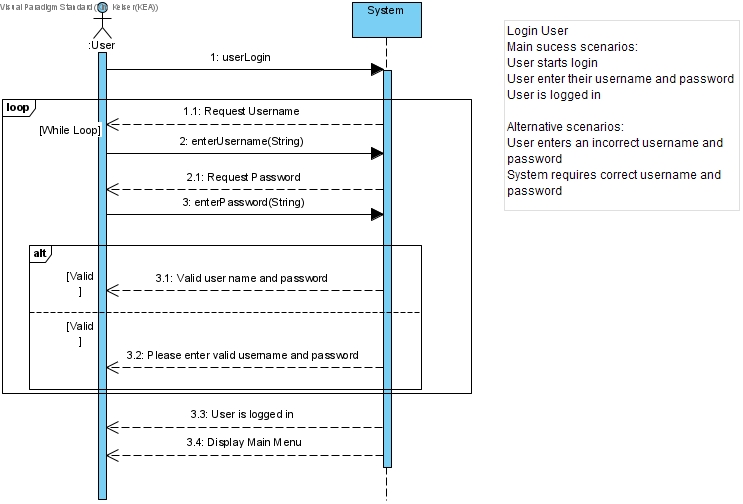 Visual Paradigm Standard (Tim Keiser(KEA))
System
:User
1: userLogin
loop
1.1: Request Username
[While Loop]
2: enterUsername(String)
2.1: Request Password
3: enterPassword(String)
alt
[Valid
]
3.1: Valid user name and password
[Valid
]
3.2: Please enter valid username and password
3.3: User is logged in
3.4: Display Main Menu
Login User
Main sucess scenarios:
User starts login
User enter their username and password
User is logged in
Alternative scenarios:
User enters an incorrect username and
password
System requires correct username and
password